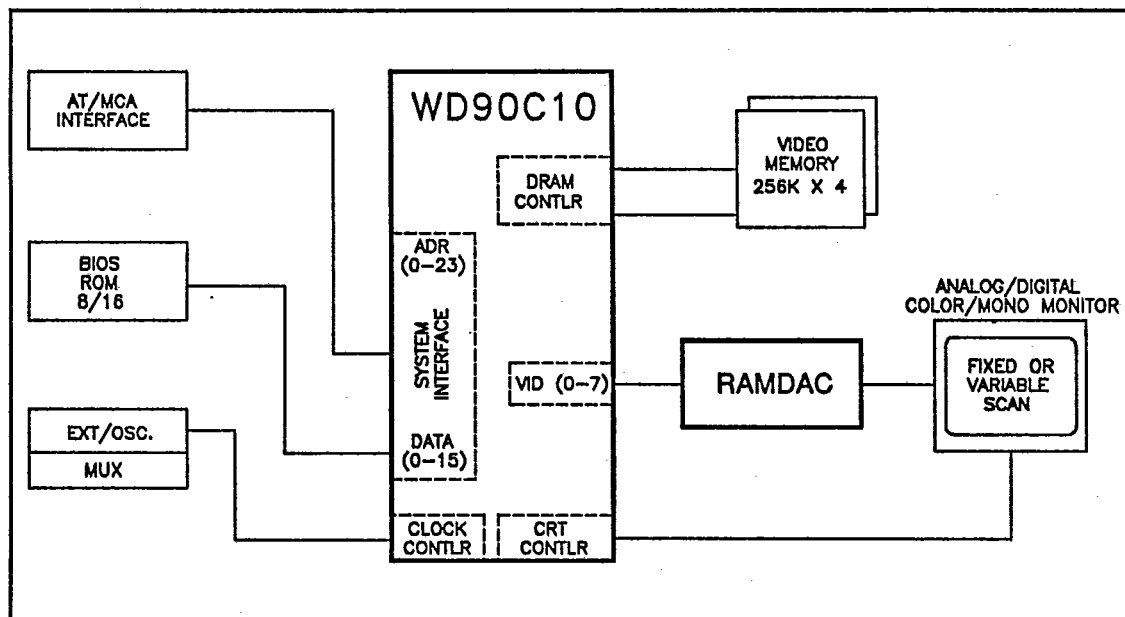 AT/MCA
INTERFACE
BIOS
ROM
8/16
EXT/OSC.
MUX
WD90C10
DRAM
CONTLR
ADR
(0-23)
SYSTEM
INTERFACE
DATA
(0-15)
VID (0-7)
CLOCK
CONTLR
CRT
CONTLR
VIDEO
MEMORY
256K X 4
RAMDAC
ANALOG/DIGITAL
COLOR/MONO MONITOR
FIXED OR
VARIABLE
SCAN